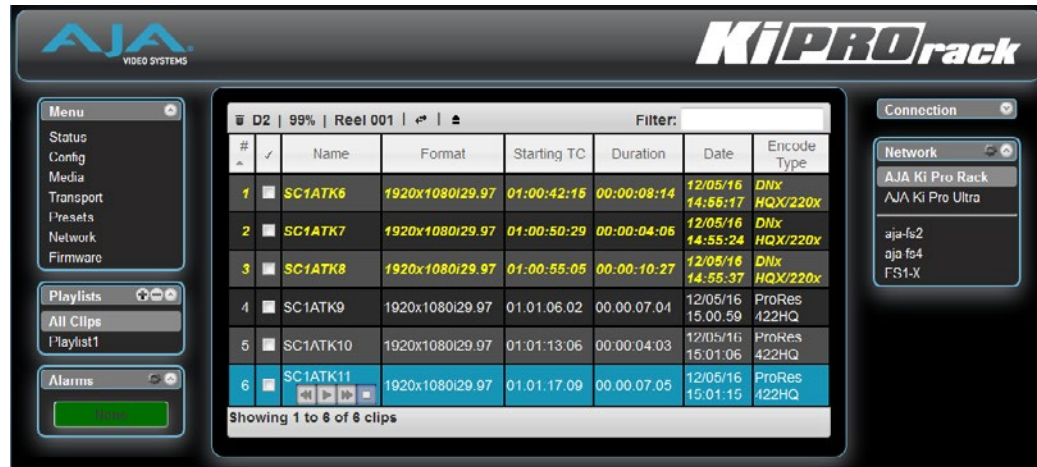 AJA
VIDEO SYSTEMS
KiPROrack
Menu
Status
Config
Media
Transport
Presets
Network
Firmware
Playlists
All Clips
Playlist1
Alarms
None
D2 | 99% | Reel 001
Filter:
# ✓ Name Format Starting TC Duration Date Encode Type
1 SC1ATK6 1920x1080i29.97 01:00:42:15 00:00:08:14 12/05/16 14:55:17 DNx HQX/220x
2 SC1ATK7 1920x1080i29.97 01:00:50:29 00:00:04:06 12/05/16 14:55:24 DNx HQX/220x
3 SC1ATK8 1920x1080i29.97 01:00:55:05 00:00:10:27 12/05/16 14:55:37 DNx HQX/220x
4 SC1ATK9 1920x1080i29.97 01:01:06:02 00:00:07:04 12/05/16 15:00:59 ProRes 422HQ
5 SC1ATK10 1920x1080i29.97 01:01:13:06 00:00:04:03 12/05/16 15:01:06 ProRes 422HQ
6 SC1ATK11 1920x1080i29.97 01:01:17:09 00:00:07:05 12/05/16 15:01:15 ProRes 422HQ
Showing 1 to 6 of 6 clips
Connection
Network
AJA Ki Pro Rack
AJA Ki Pro Ultra
aja-fs2
aja fs4
FS1-X